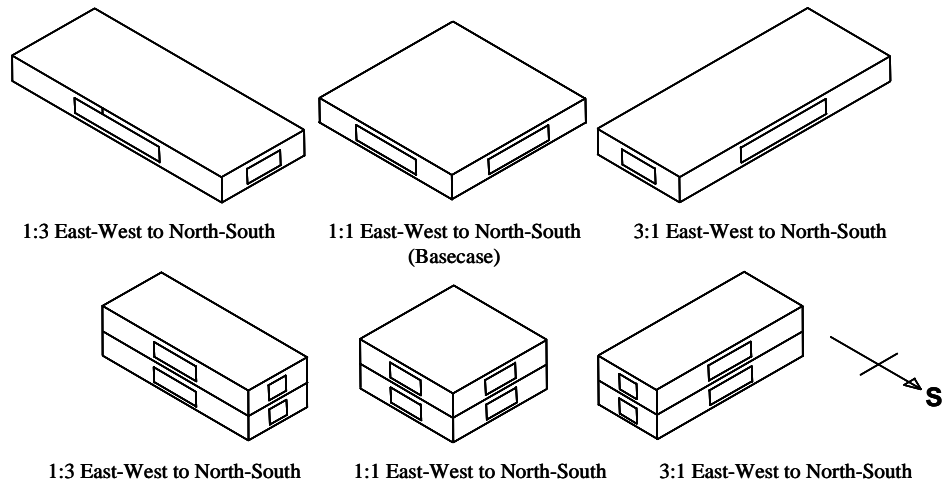 1:3 East-West to North-South
1:1 East-West to North-South
(Basecase)
3:1 East-West to North-South
S
1:3 East-West to North-South
1:1 East-West to North-South
3:1 East-West to North-South